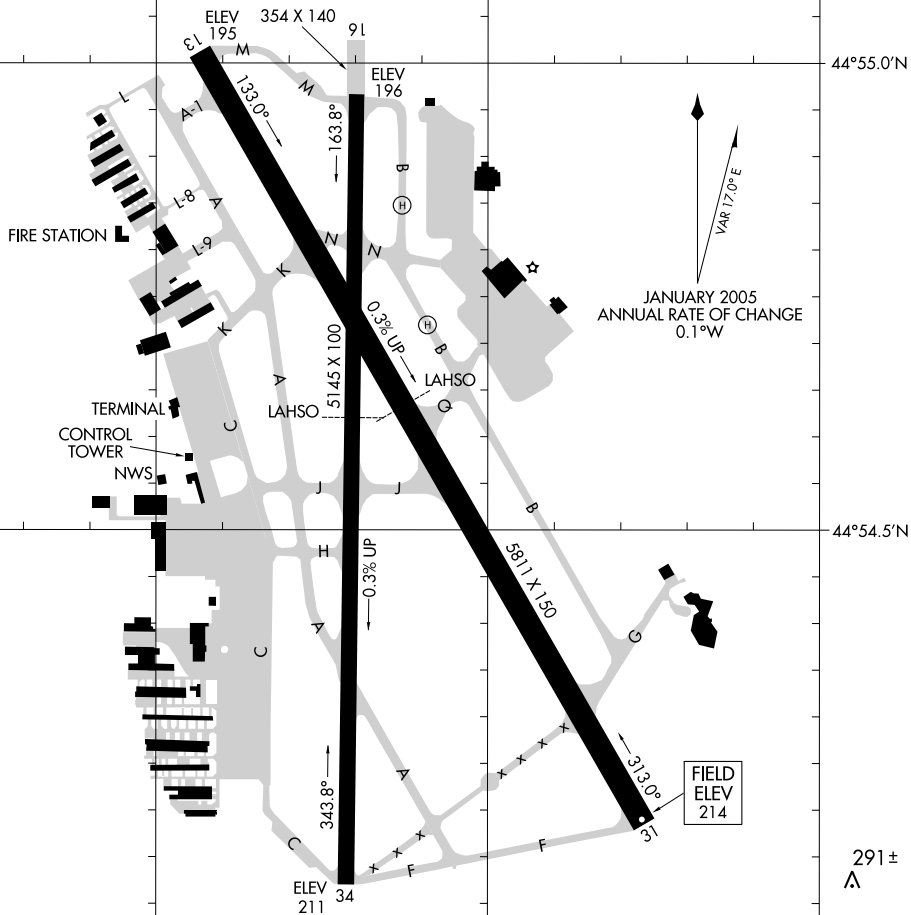 ELEV
195
354 X 140
16
13
M
44°55.0'N
ELEV
196
M
L
A-1
133.0°
163.8°
VAR 17.0° E
B
L-8
A
H
FIRE STATION
L-9
N
N
K
JANUARY 2005
ANNUAL RATE OF CHANGE
0.1°W
0.3% UP
H
K
B
5145 X 100
A
LAHSO
TERMINAL
LAHSO
Q
C
CONTROL
TOWER
NWS
J
J
B
44°54.5'N
H
0.3% UP
5811 X 150
A
G
C
A
313.0°
FIELD
ELEV
214
343.8°
31
C
F
F
291±
ELEV
211
34